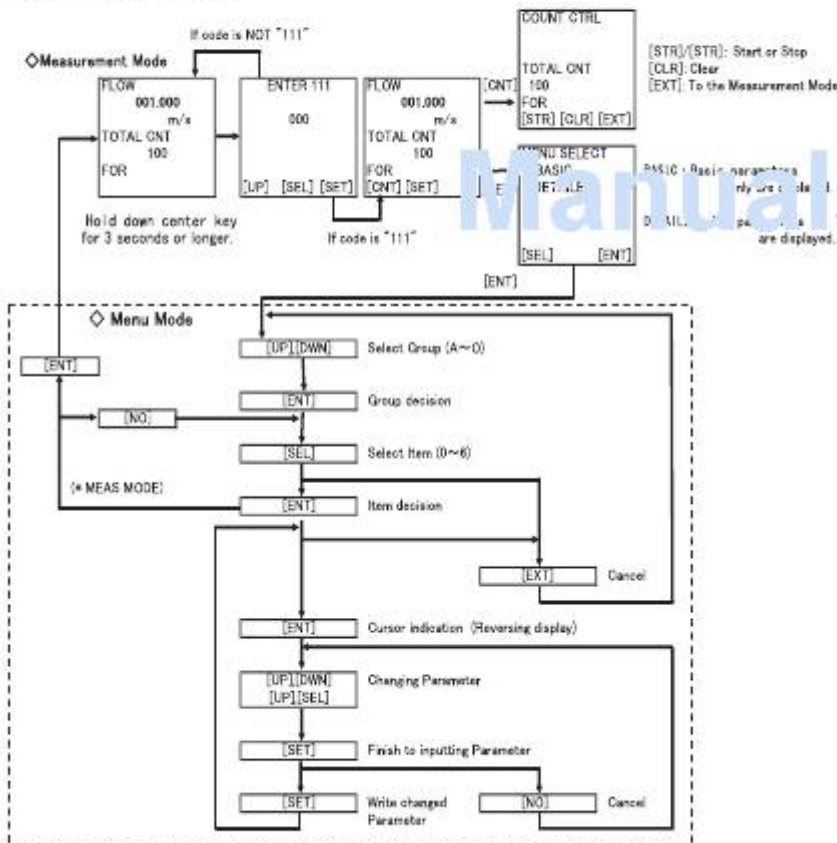 If code is NOT "111"
◇Measurement Mode
FLOW
001.000
m/s
TOTAL CNT
100
FOR
ENTER 111
000
[UP] [SEL] [SET]
FLOW
001.000
m/s
TOTAL CNT
100
FOR
[CNT] [SET]
[CNT]
COUNT CTRL
TOTAL CNT
100
FOR
[STR] [CLR] [EXT]
[STR]/[STR]: Start or Stop
[CLR]: Clear
[EXT]: To the Measurement Mode
MENU SELECT
BASIC
[SEL] [ENT]
BASIC : Basic parameters
are displayed.
Manual
Hold down center key
for 3 seconds or longer.
If code is "111"
[ENT]
◇ Menu Mode
[ENT]
[UP],[DWN] Select Group (A~O)
[ENT] Group decision
[NO]
[SEL] Select Item (0~6)
(* MEAS MODE)
[ENT] Item decision
[EXT] Cancel
[ENT] Cursor indication (Reversing display)
[UP],[DWN] Changing Parameter
[UP],[SEL]
[SET] Finish to inputting Parameter
[SET] Write changed
Parameter
[NO] Cancel